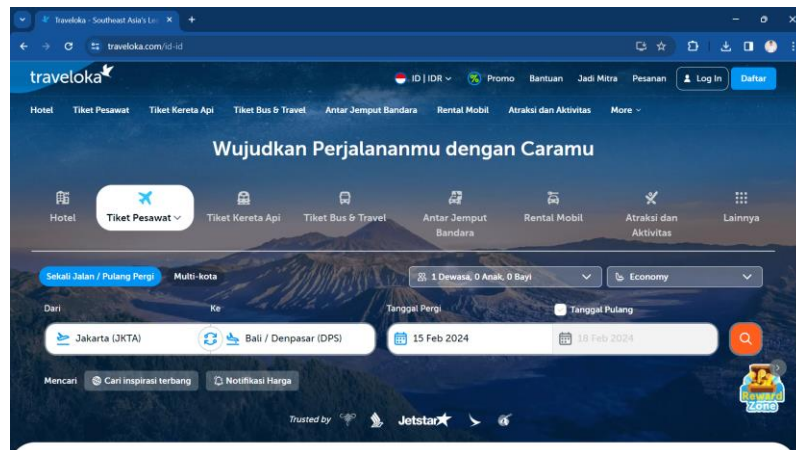 Traveloka - Southeast Asia's Le
traveloka.com/id-id
traveloka
ID | IDR
Promo
Bantuan
Jadi Mitra
Pesanan
Log In
Daftar
Hotel
Tiket Pesawat
Tiket Kereta Api
Tiket Bus & Travel
Antar Jemput Bandara
Rental Mobil
Atraksi dan Aktivitas
More
Wujudkan Perjalananmu dengan Caramu
Hotel
Tiket Pesawat
Tiket Kereta Api
Tiket Bus & Travel
Antar Jemput
Bandara
Rental Mobil
Atraksi dan
Aktivitas
Lainnya
Sekali Jalan / Pulang Pergi
Multi-kota
1 Dewasa, 0 Anak, 0 Bayi
Economy
Dari
Ke
Tanggal Pergi
Tanggal Pulang
Jakarta (JKTA)
Bali / Denpasar (DPS)
15 Feb 2024
18 Feb 2024
Mencari
Cari inspirasi terbang
Notifikasi Harga
Reward
Zone
Trusted by
Jetstar